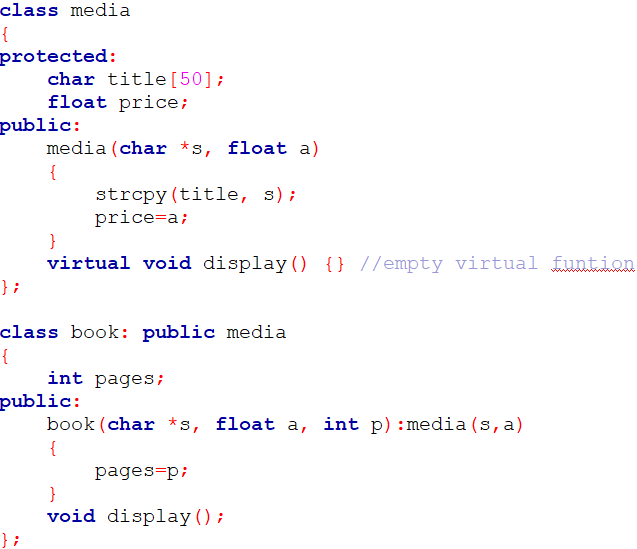 class media
{
protected:
    char title[50];
    float price;
public:
    media(char *s, float a)
    {
        strcpy(title, s);
        price=a;
    }
    virtual void display() {} //empty virtual funtion
};

class book: public media
{
    int pages;
public:
    book(char *s, float a, int p):media(s,a)
    {
        pages=p;
    }
    void display();
};